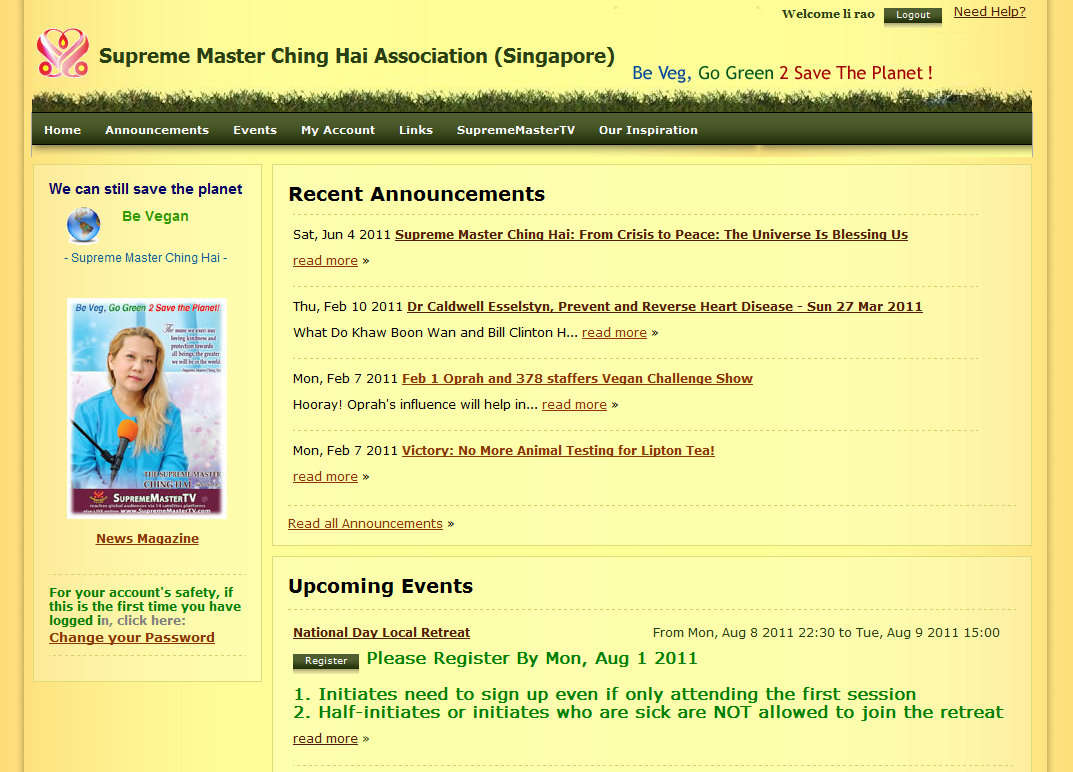 Welcome li rao
Logout
Need Help?
Supreme Master Ching Hai Association (Singapore)
Be Veg, Go Green 2 Save The Planet !
Home
Announcements
Events
My Account
Links
SupremeMasterTV
Our Inspiration
We can still save the planet
Be Vegan
- Supreme Master Ching Hai -
Be Veg, Go Green 2 Save the Planet!
The more we exert our
loving kindness and
protection towards
all beings, the greater
we will be in the world.
THE SUPREME MASTER
CHING HAI
SUPREMEMASTERTV
www.SupremeMasterTV.com
News Magazine
For your account's safety, if
this is the first time you have
logged in, click here:
Change your Password
Recent Announcements
Sat, Jun 4 2011 Supreme Master Ching Hai: From Crisis to Peace: The Universe Is Blessing Us
read more »
Thu, Feb 10 2011 Dr Caldwell Esselstyn, Prevent and Reverse Heart Disease - Sun 27 Mar 2011
What Do Khaw Boon Wan and Bill Clinton H... read more »
Mon, Feb 7 2011 Feb 1 Oprah and 378 staffers Vegan Challenge Show
Hooray! Oprah's influence will help in... read more »
Mon, Feb 7 2011 Victory: No More Animal Testing for Lipton Tea!
read more »
Read all Announcements »
Upcoming Events
National Day Local Retreat
From Mon, Aug 8 2011 22:30 to Tue, Aug 9 2011 15:00
Register
Please Register By Mon, Aug 1 2011
1. Initiates need to sign up even if only attending the first session
2. Half-initiates or initiates who are sick are NOT allowed to join the retreat
read more »